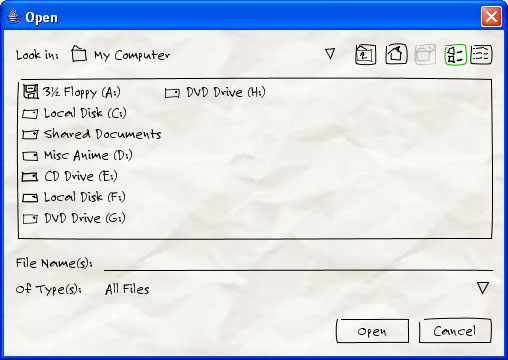 Open
Look in: My Computer
3½ Floppy (A:)
Local Disk (C:)
Shared Documents
Misc Anime (D:)
CD Drive (E:)
Local Disk (F:)
DVD Drive (G:)
DVD Drive (H:)
File Name(s):
Of Type(s): All Files
Open Cancel